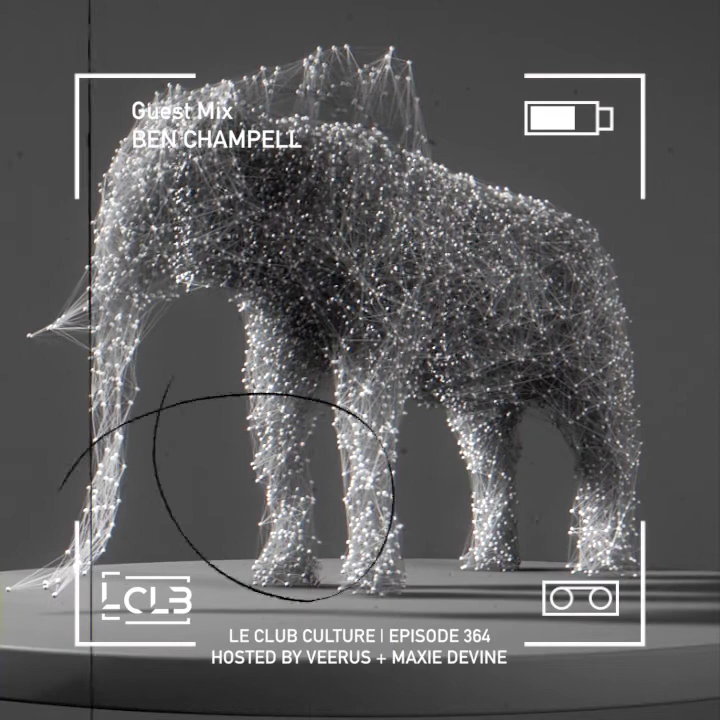 Guest Mix
BEN CHAMPELL
LCLB
LE CLUB CULTURE | EPISODE 364
HOSTED BY VEERUS + MAXIE DEVINE